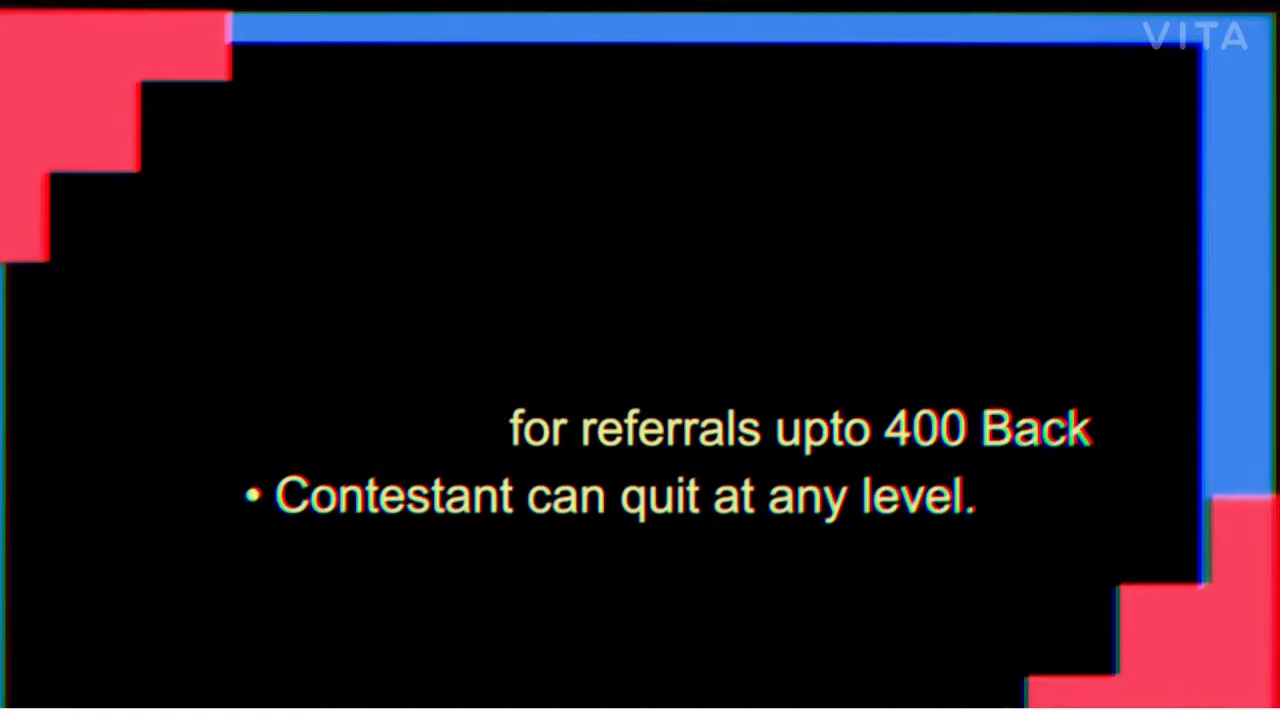 VITA
for referrals upto 400 Back
• Contestant can quit at any level.